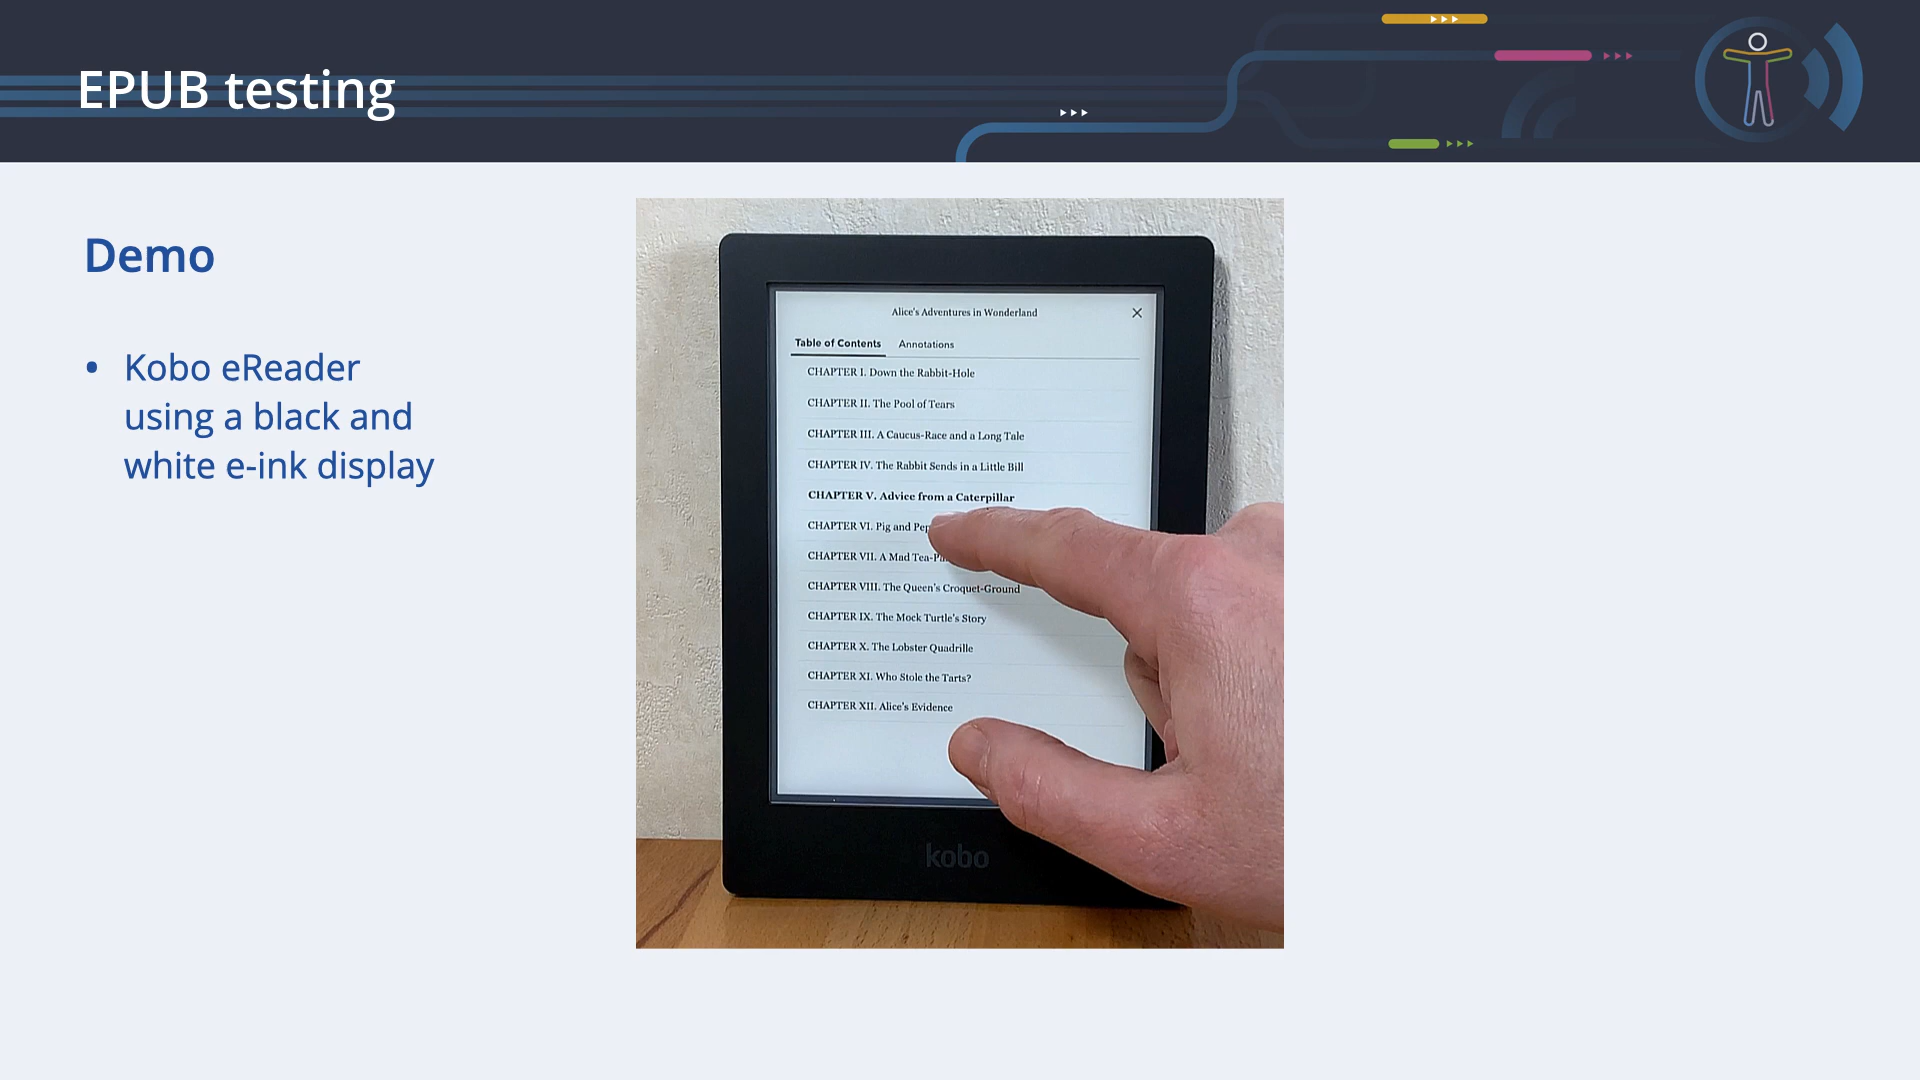 EPUB testing
Demo
• Kobo eReader
using a black and
white e-ink display
Alice's Adventures in Wonderland
Table of Contents Annotations
CHAPTER I. Down the Rabbit-Hole
CHAPTER II. The Pool of Tears
CHAPTER III. A Caucus-Race and a Long Tale
CHAPTER IV. The Rabbit Sends in a Little Bill
CHAPTER V. Advice from a Caterpillar
CHAPTER VI. Pig and
CHAPTER VII. A Mad
CHAPTER VIII. The Queen's Croquet-Ground
CHAPTER IX. The Mock Turtle's Story
CHAPTER X. The Lobster Quadrille
CHAPTER XI. Who Stole the Tarts?
CHAPTER XII. Alice's Evidence
kobo